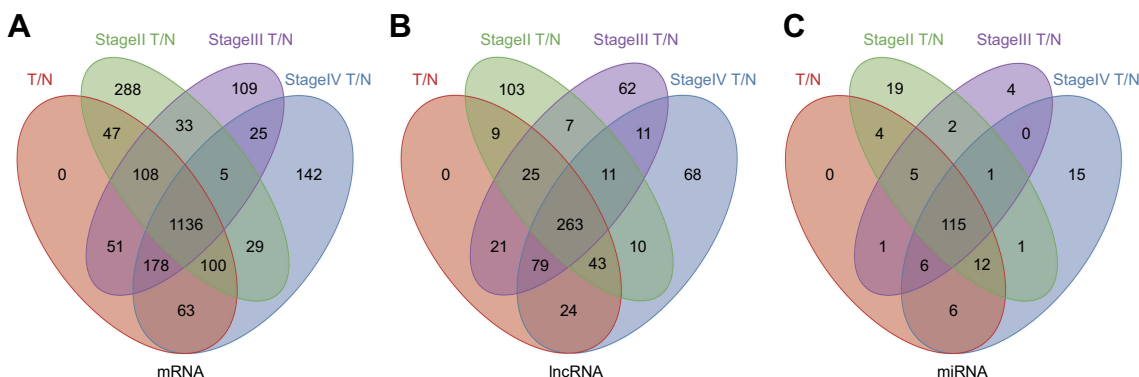 A
StageII T/N
StageIII T/N
T/N
StageIV T/N
288
109
47
33
25
0
108
5
142
1136
51
29
178
100
63
mRNA
B
StageII T/N
StageIII T/N
T/N
StageIV T/N
103
62
9
7
11
0
25
11
68
263
21
10
79
43
24
lncRNA
C
StageII T/N
StageIII T/N
T/N
StageIV T/N
19
4
4
2
0
0
5
1
15
115
1
1
6
12
6
miRNA